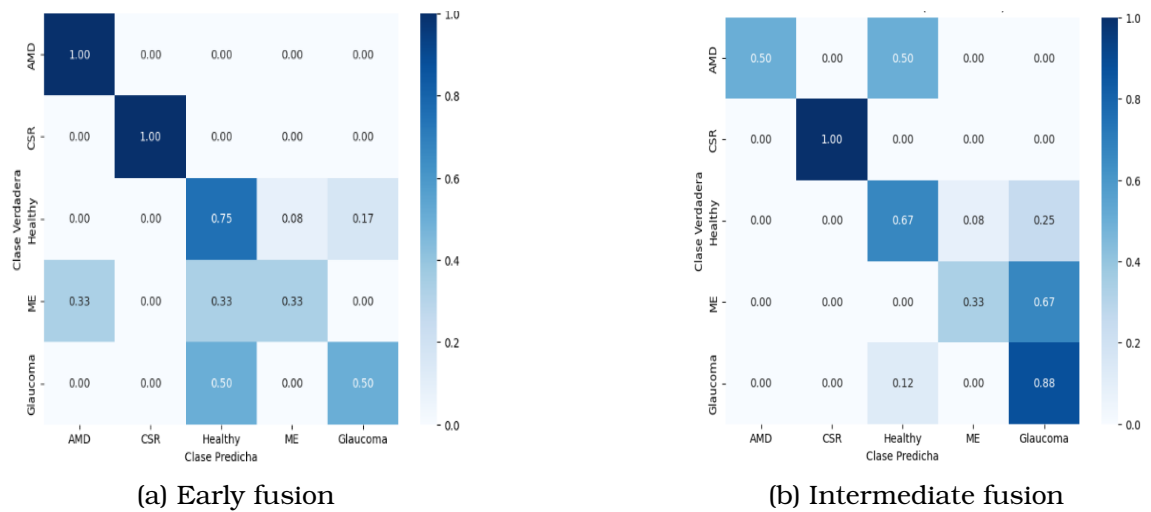 AMD
CSR
Healthy
ME
Glaucoma
Clase Verdadera
1.00 0.00 0.00 0.00 0.00
0.00 1.00 0.00 0.00 0.00
0.00 0.00 0.75 0.08 0.17
0.33 0.00 0.33 0.33 0.00
0.00 0.00 0.50 0.00 0.50
AMD CSR Healthy ME Glaucoma
Clase Predicha
1.0
0.8
0.6
0.4
0.2
0.0
(a) Early fusion
AMD
CSR
Healthy
ME
Glaucoma
Clase Verdadera
0.50 0.00 0.50 0.00 0.00
0.00 1.00 0.00 0.00 0.00
0.00 0.00 0.67 0.08 0.25
0.00 0.00 0.00 0.33 0.67
0.00 0.00 0.12 0.00 0.88
AMD CSR Healthy ME Glaucoma
Clase Predicha
1.0
0.8
0.6
0.4
0.2
0.0
(b) Intermediate fusion